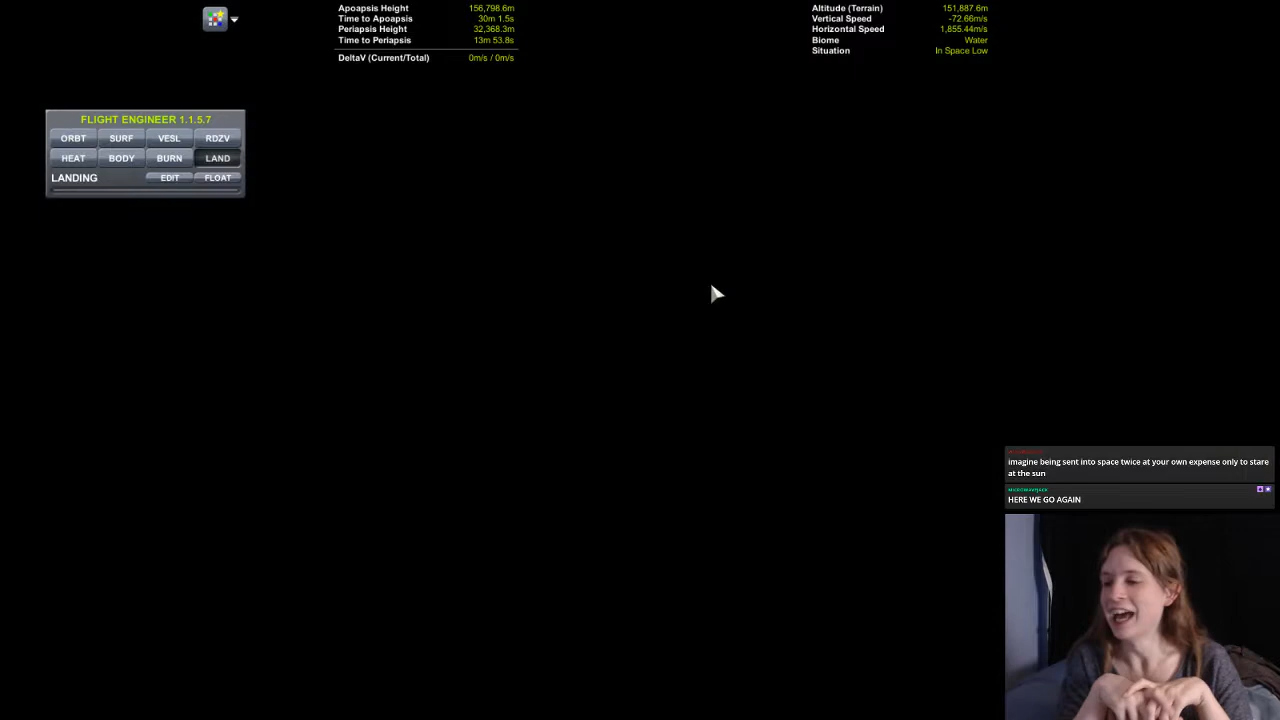 Apoapsis Height 156,798.6m
Time to Apoapsis 30m 1.5s
Periapsis Height 32,368.3m
Time to Periapsis 13m 53.8s
DeltaV (Current/Total) 0m/s / 0m/s
Altitude (Terrain) 151,887.6m
Vertical Speed -72.66m/s
Horizontal Speed 1,855.44m/s
Biome Water
Situation In Space Low
FLIGHT ENGINEER 1.1.5.7
ORBT SURF VESL RDZV
HEAT BODY BURN LAND
LANDING EDIT FLOAT
imagine being sent into space twice at your own expense only to stare
at the sun
HERE WE GO AGAIN